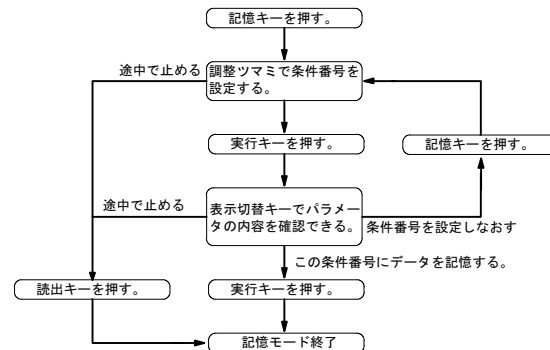 記憶キーを押す。
途中で止める
調整ツマミで条件番号を
設定する。
実行キーを押す。
記憶キーを押す。
途中で止める
表示切替キーでパラメー
タの内容を確認できる。
条件番号を設定しなおす
この条件番号にデータを記憶する。
読出キーを押す。
実行キーを押す。
記憶モード終了